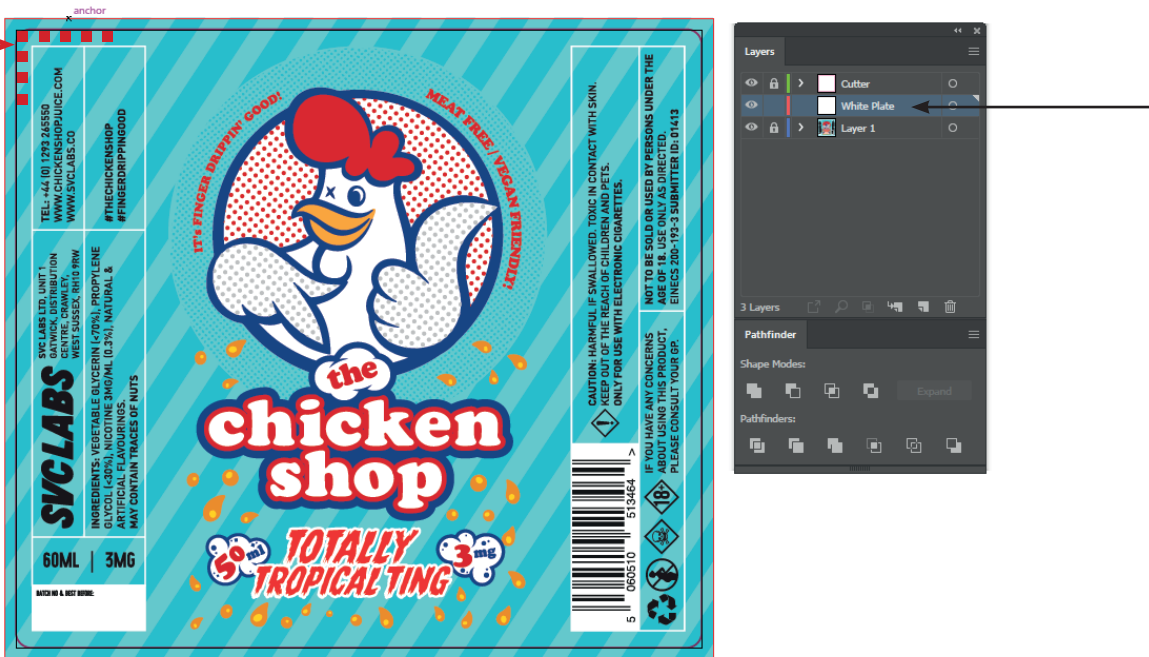 anchor
TEL: +44 (0) 1293 265550
WWW.CHICKENSHOPJUICE.COM
WWW.SVCLABS.CO
#THECHICKENSHOP
#FINGERDRIPPINGOOD
SVCLABS
SVC LABS LTD, UNIT 1
GATWICK, DISTRIBUTION
CENTRE, CRAWLEY,
WEST SUSSEX, RH10 9RW
INGREDIENTS: VEGETABLE GLYCERIN (<70%), PROPYLENE
GLYCOL (<30%), NICOTINE 3MG/ML (0.3%), NATURAL &
ARTIFICIAL FLAVOURINGS.
MAY CONTAIN TRACES OF NUTS
60ML | 3MG
BATCH NO & BEST BEFORE:
IT's FINGER DRIPPIN' GOOD!
MEAT FREE / VEGAN FRIENDLY!
the
chicken
shop
50ml
TOTALLY
TROPICAL TING
3mg
CAUTION: HARMFUL IF SWALLOWED. TOXIC IN CONTACT WITH SKIN.
KEEP OUT OF THE REACH OF CHILDREN AND PETS.
ONLY FOR USE WITH ELECTRONIC CIGARETTES.
NOT TO BE SOLD OR USED BY PERSONS UNDER THE
AGE OF 18. USE ONLY AS DIRECTED.
EINECS 200-193-3 SUBMITTER ID: 01413
IF YOU HAVE ANY CONCERNS
ABOUT USING THIS PRODUCT,
PLEASE CONSULT YOUR GP.
18+
5 060510 513464 >
Layers
Cutter
White Plate
Layer 1
3 Layers
Pathfinder
Shape Modes:
Expand
Pathfinders: